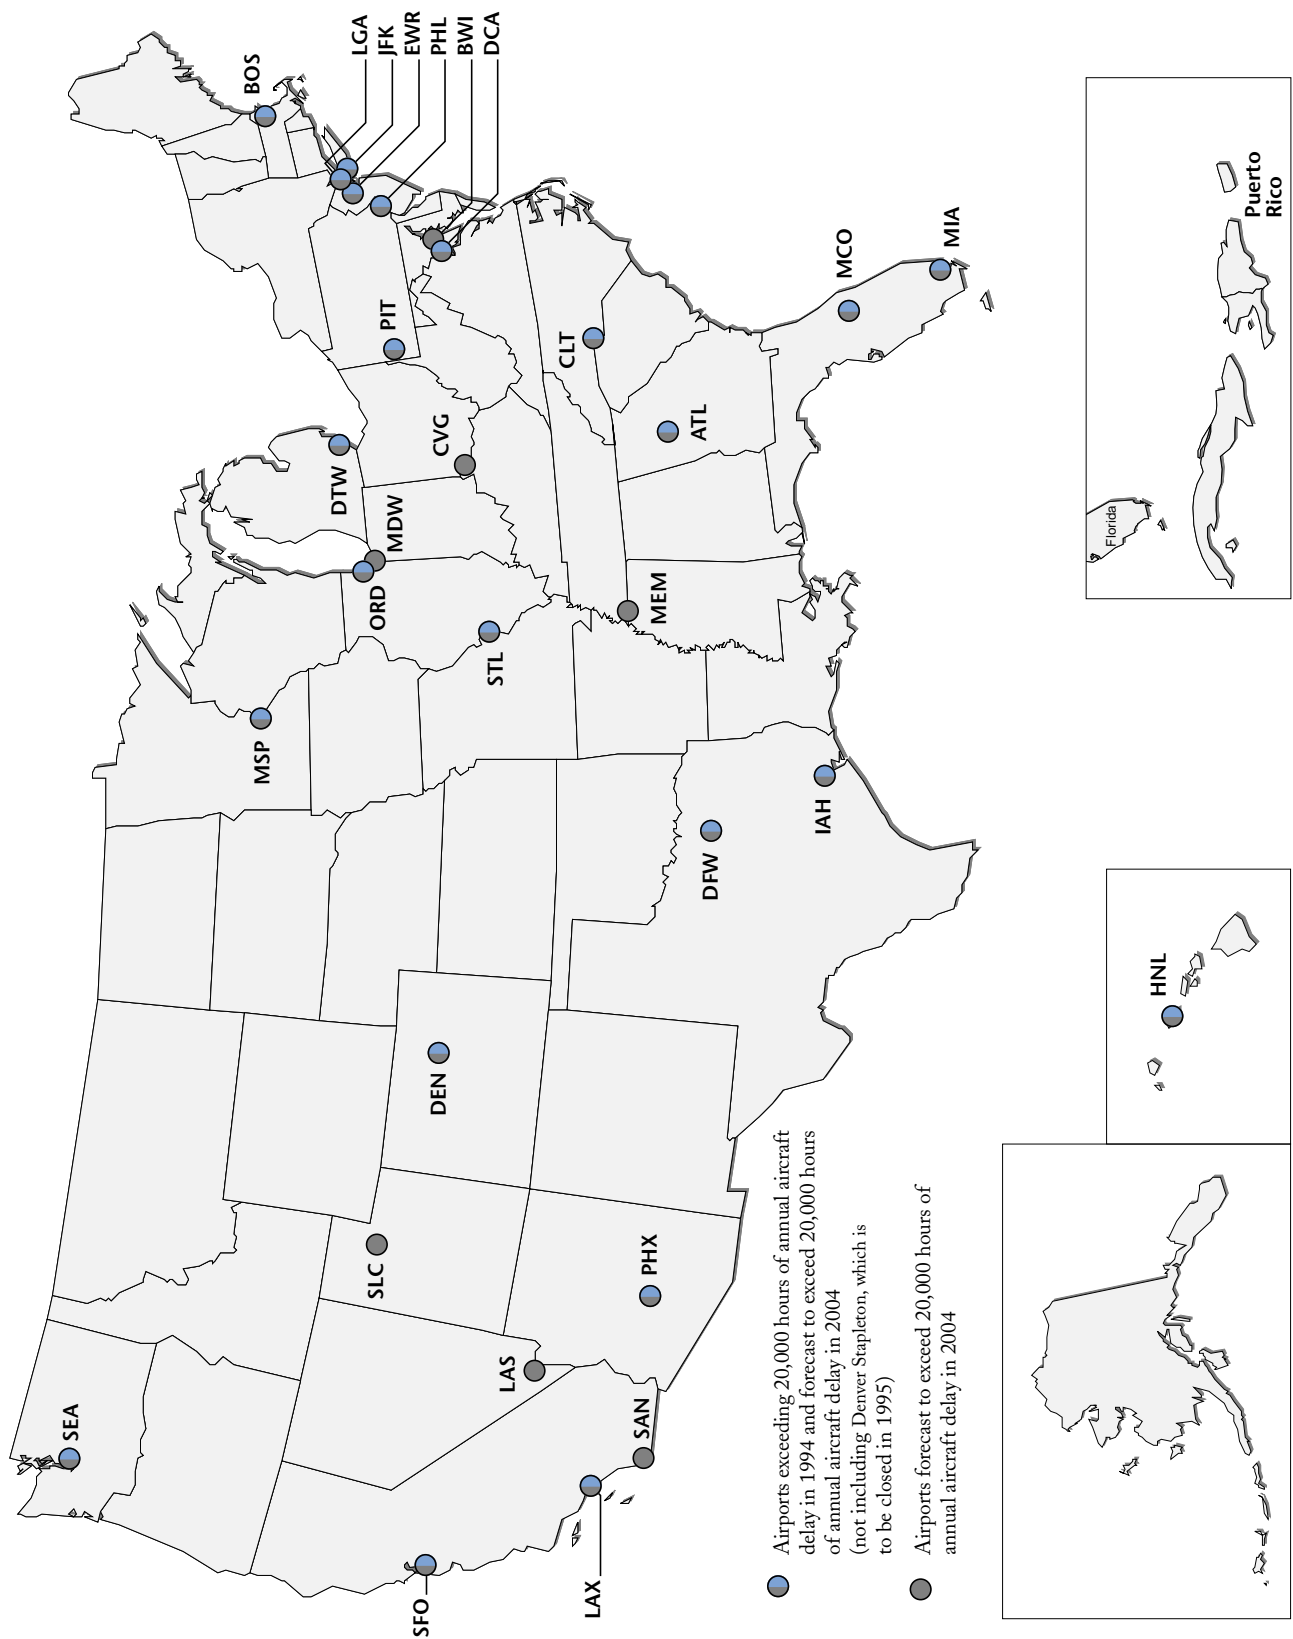 SEA
SFO
LAX
SAN
LAS
SLC
PHX
DEN
MSP
DFW
IAH
STL
ORD
MDW
MEM
DTW
CVG
PIT
CLT
ATL
MCO
MIA
BOS
LGA
JFK
EWR
PHL
BWI
DCA
Airports exceeding 20,000 hours of annual aircraft
delay in 1994 and forecast to exceed 20,000 hours
of annual aircraft delay in 2004
(not including Denver Stapleton, which is
to be closed in 1995)
Airports forecast to exceed 20,000 hours of
annual aircraft delay in 2004
HNL
Florida
Puerto
Rico